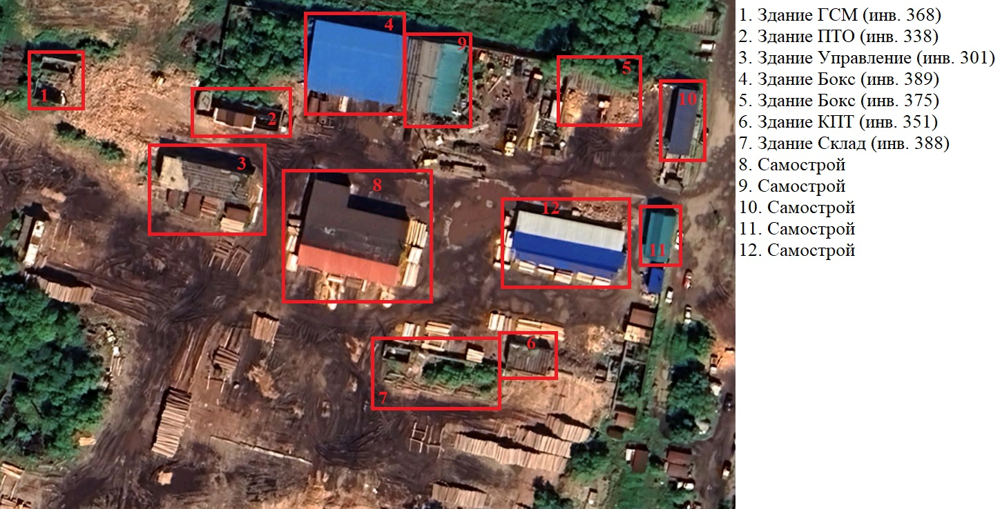 4
9
5
1
2
10
3
8
12
11
6
7
1. Здание ГСМ (инв. 368)
2. Здание ПТО (инв. 338)
3. Здание Управление (инв. 301)
4. Здание Бокс (инв. 389)
5. Здание Бокс (инв. 375)
6. Здание КПТ (инв. 351)
7. Здание Склад (инв. 388)
8. Самострой
9. Самострой
10. Самострой
11. Самострой
12. Самострой